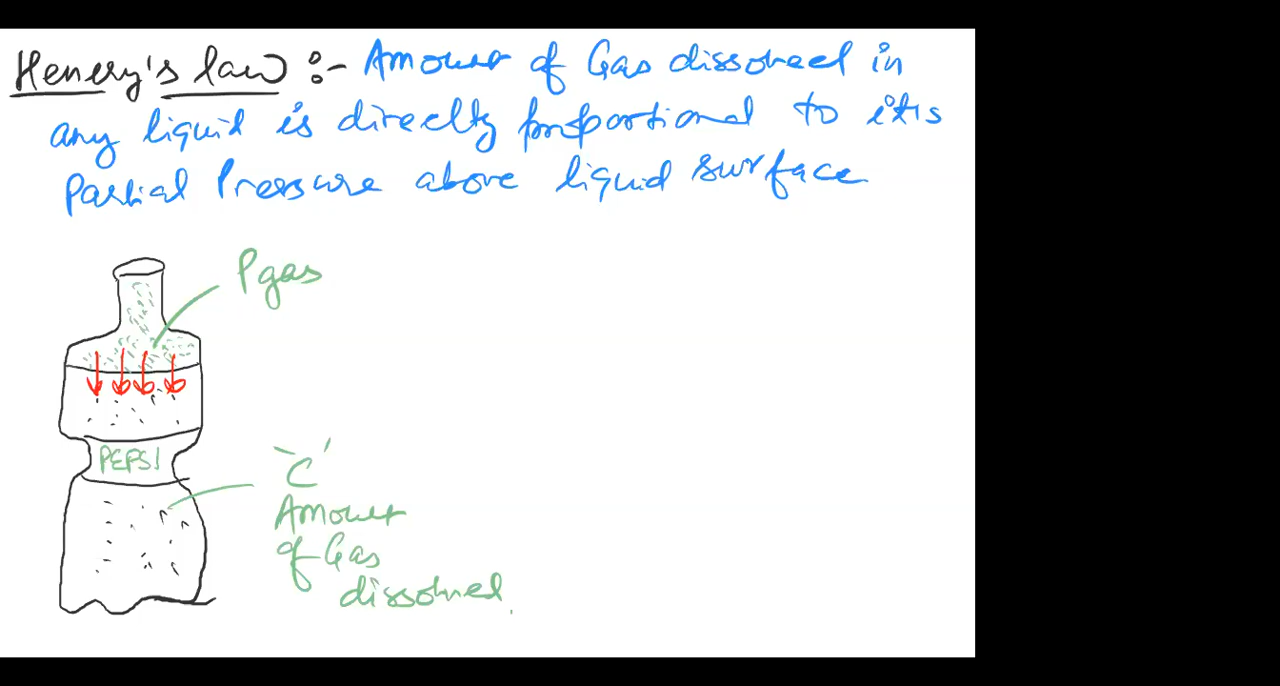 Henery's law :- Amount of Gas dissolved in
any liquid is directly proportional to it's
Partial Pressure above liquid surface
Pgas
PEPSI
`C'
Amount
of Gas
dissolved